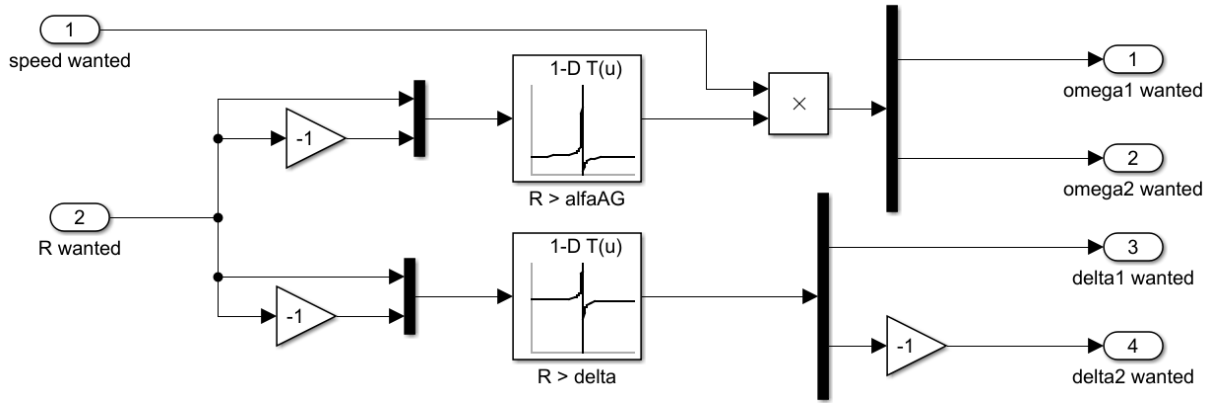 1
speed wanted
1-D T(u)
-1
R > alfaAG
×
1
omega1 wanted
2
omega2 wanted
2
R wanted
1-D T(u)
-1
R > delta
3
delta1 wanted
-1
4
delta2 wanted